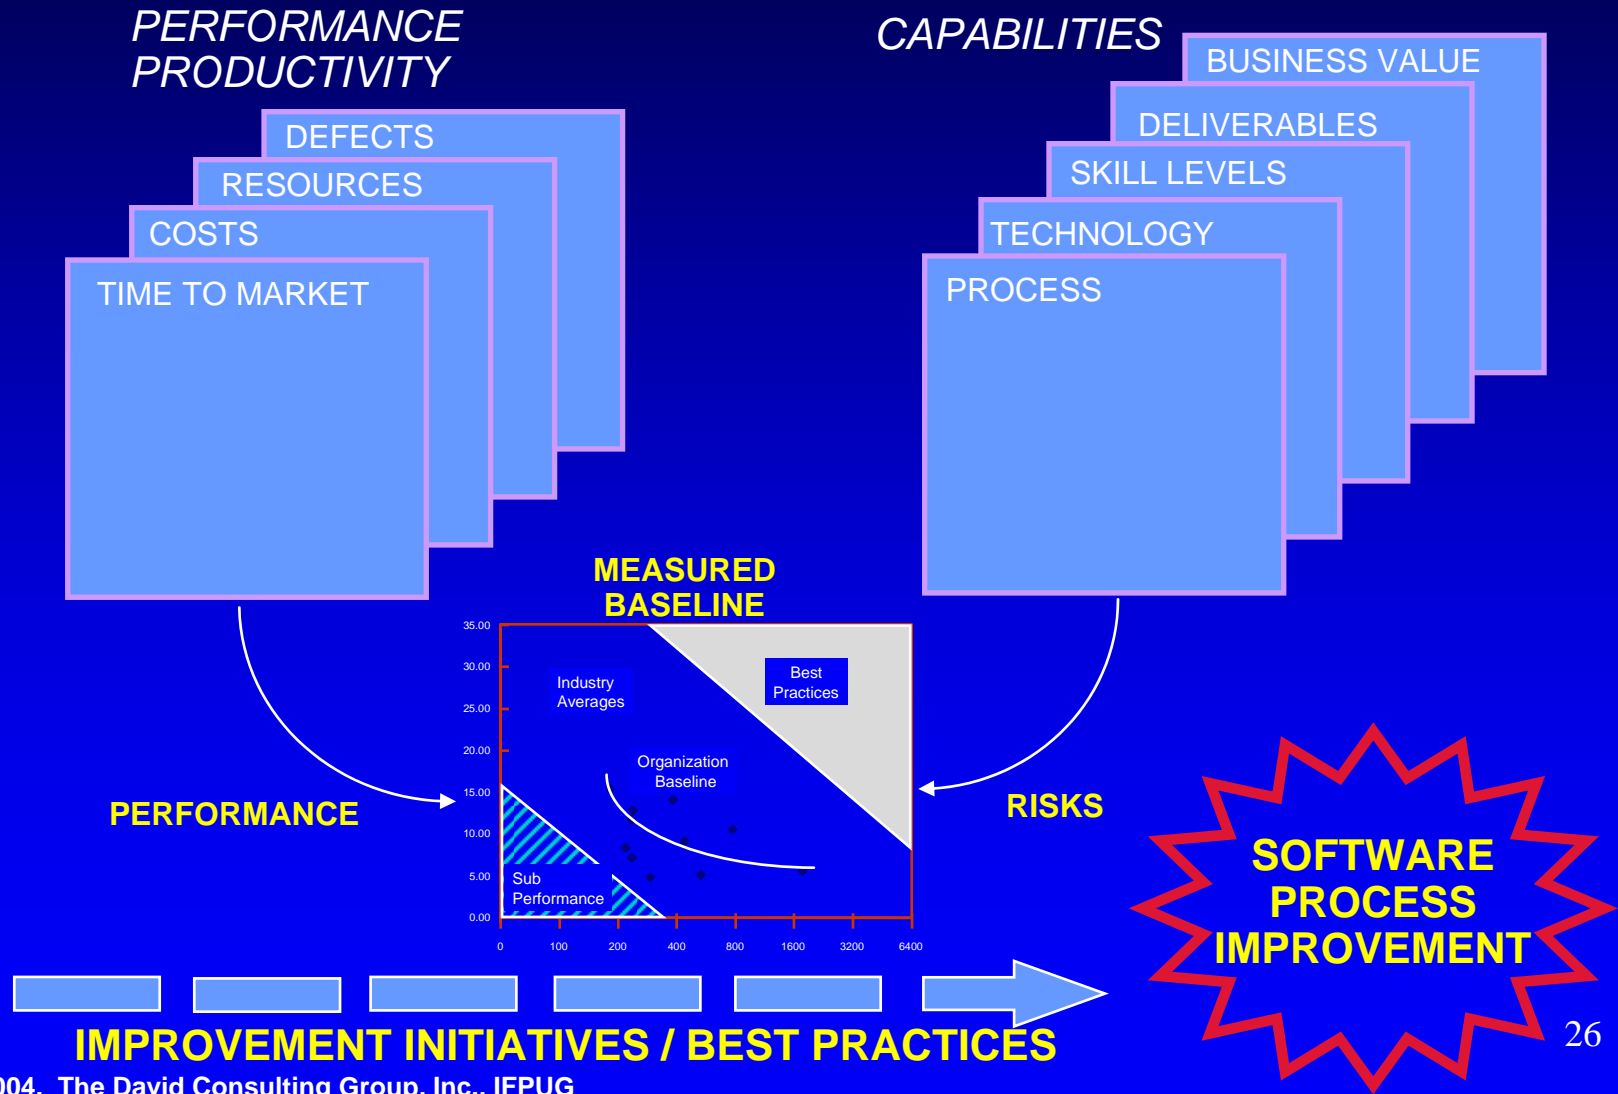 PERFORMANCE
PRODUCTIVITY
CAPABILITIES
DEFECTS
RESOURCES
COSTS
TIME TO MARKET
BUSINESS VALUE
DELIVERABLES
SKILL LEVELS
TECHNOLOGY
PROCESS
MEASURED
BASELINE
35.00
30.00
25.00
20.00
15.00
10.00
5.00
0.00
Industry
Averages
Best
Practices
Organization
Baseline
Sub
Performance
0 100 200 400 800 1600 3200 6400
PERFORMANCE
RISKS
SOFTWARE
PROCESS
IMPROVEMENT
IMPROVEMENT INITIATIVES / BEST PRACTICES
26
004. The David Consulting Group, Inc., IFPUG